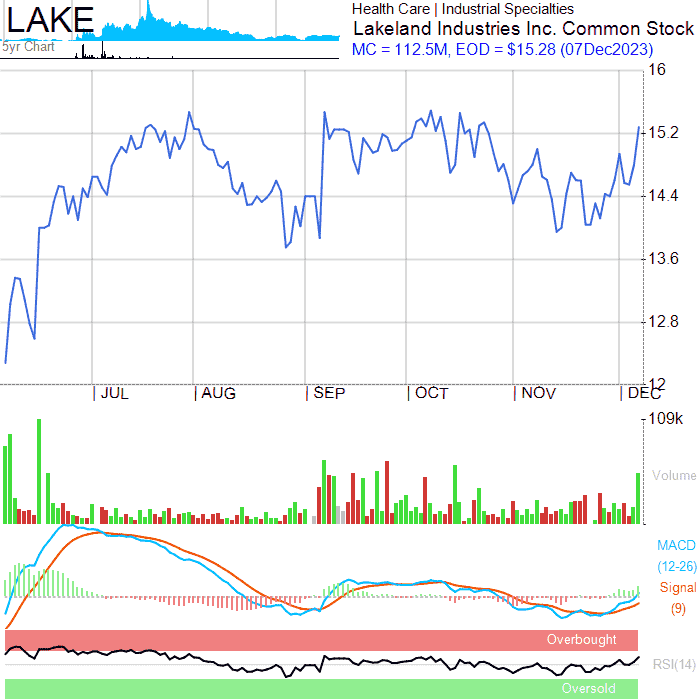 LAKE
5yr Chart
Health Care | Industrial Specialties
Lakeland Industries Inc. Common Stock
MC = 112.5M, EOD = $15.28 (07Dec2023)
16
15.2
14.4
13.6
12.8
12
JUL
AUG
SEP
OCT
NOV
DEC
109k
Volume
MACD
(12-26)
Signal
(9)
Overbought
RSI(14)
Oversold